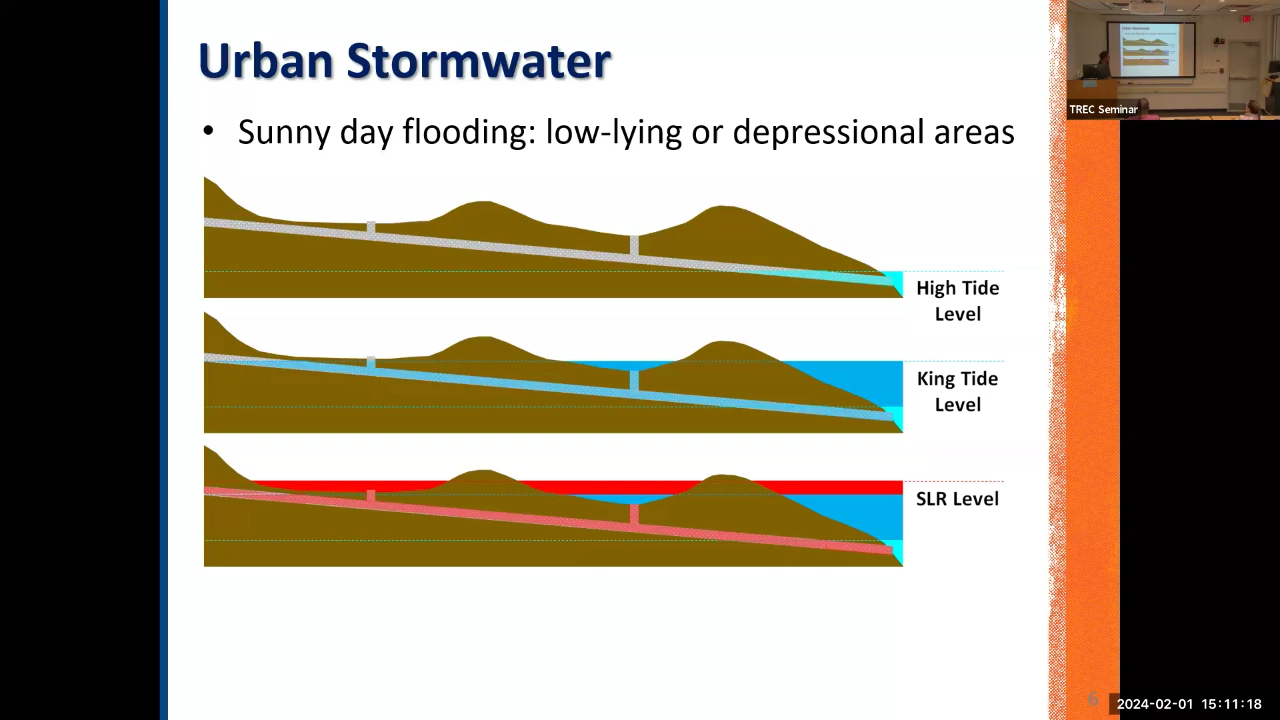 Urban Stormwater
• Sunny day flooding: low-lying or depressional areas
High Tide
Level
King Tide
Level
SLR Level
TREC Seminar
6
2024-02-01 15:11:18